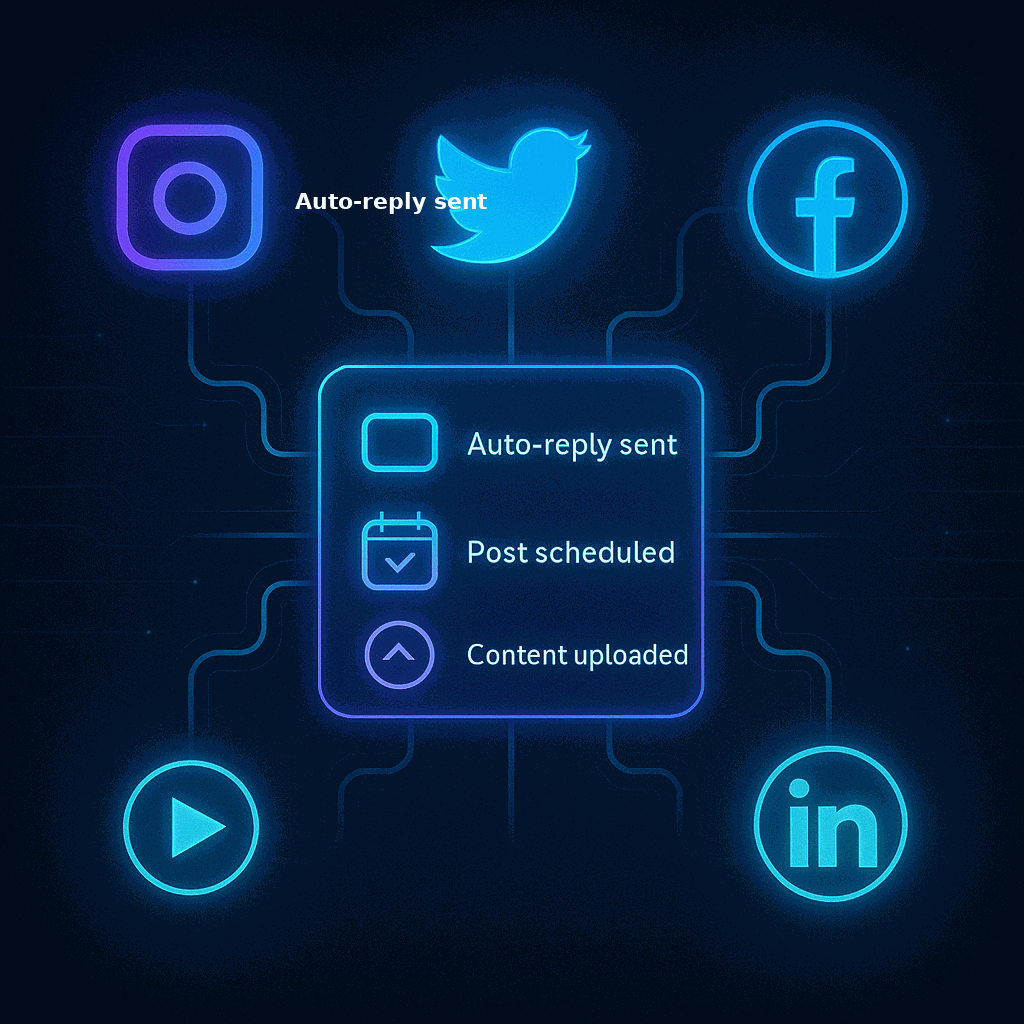 Auto-reply sent
f
Auto-reply sent
Post scheduled
Content uploaded
in